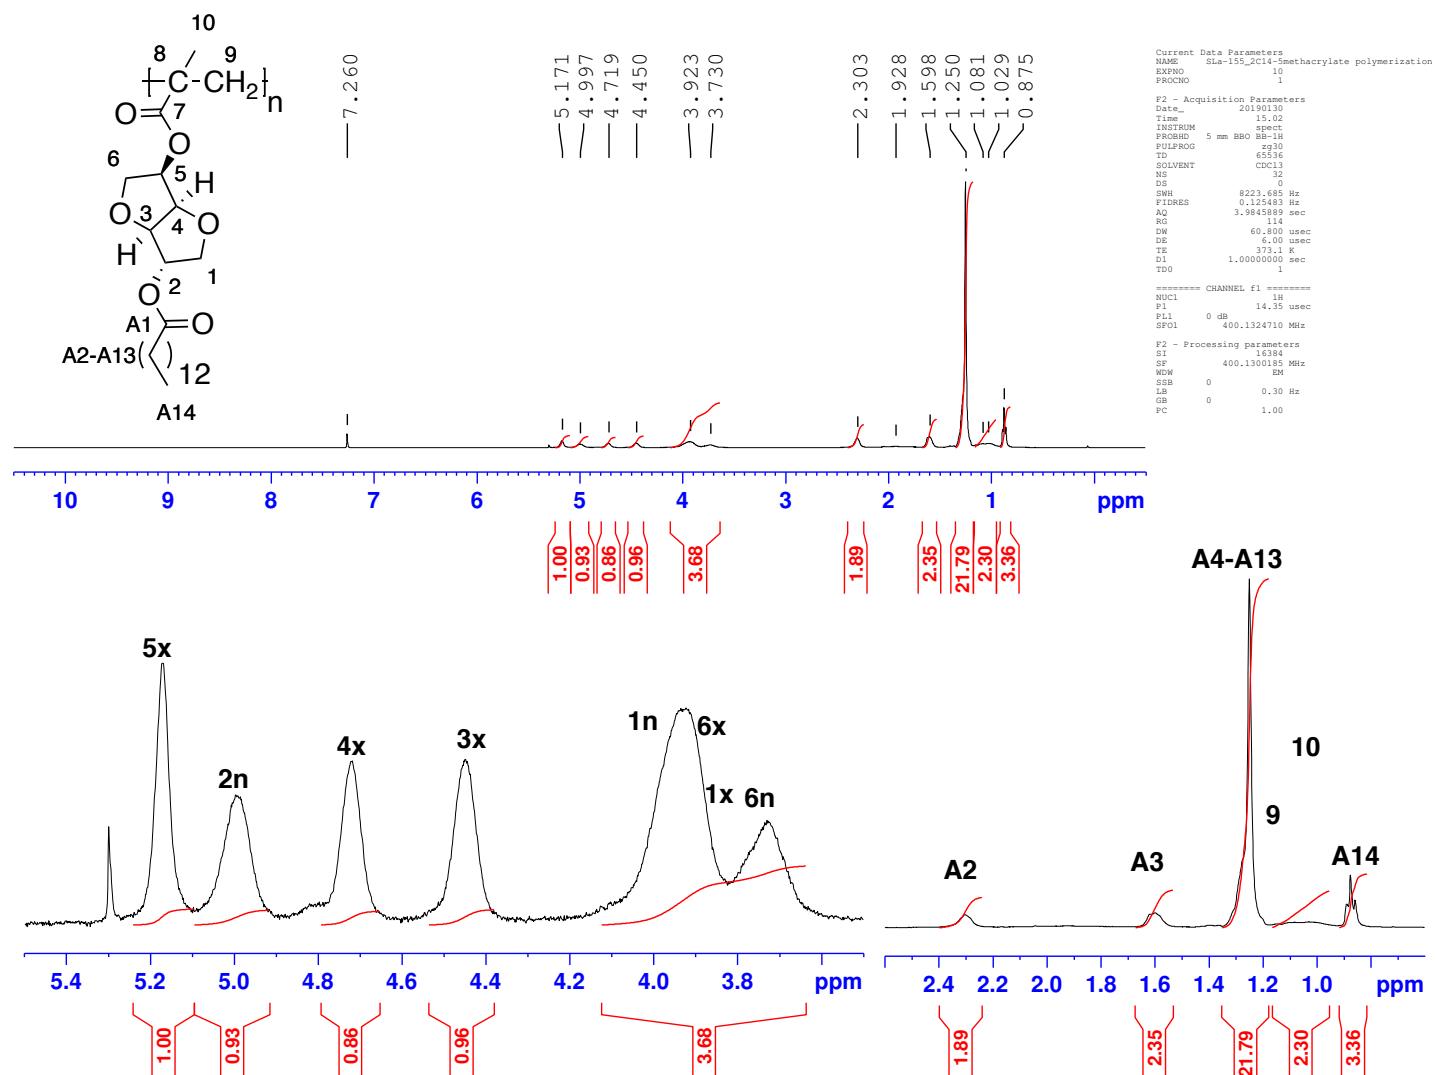 10
8
9
C
CH2
n
O
7
O
6
5
H
O
3
4
O
H
2
1
O
A1
O
A2-A13
( )
12
A14
7.260
5.171
4.997
4.719
4.450
3.923
3.730
2.303
1.928
1.598
1.250
1.081
1.029
0.875
Current Data Parameters
NAME SLa-155_2C14-5methacrylate polymerization
EXPNO 10
PROCNO 1
F2 - Acquisition Parameters
Date_ 20190130
Time 15.02
INSTRUM spect
PROBHD 5 mm BBO BB-1H
PULPROG zg30
TD 65536
SOLVENT CDCl3
NS 32
DS 0
SWH 8223.685 Hz
FIDRES 0.125483 Hz
AQ 3.9845889 sec
RG 114
DW 60.800 usec
DE 6.00 usec
TE 373.1 K
D1 1.00000000 sec
TD0 1
======== CHANNEL f1 ========
NUC1 1H
P1 14.35 usec
PL1 0 dB
SFO1 400.1324710 MHz
F2 - Processing parameters
SI 16384
SF 400.1300185 MHz
WDW EM
SSB 0
LB 0.30 Hz
GB 0
PC 1.00
10 9 8 7 6 5 4 3 2 1 ppm
1.00
0.93
0.86
0.96
3.68
1.89
2.35
21.79
2.30
3.36
5x
2n
4x
3x
1n
6x
1x
6n
5.4 5.2 5.0 4.8 4.6 4.4 4.2 4.0 3.8 ppm
1.00
0.93
0.86
0.96
3.68
A4-A13
10
9
A2
A3
A14
2.4 2.2 2.0 1.8 1.6 1.4 1.2 1.0 ppm
1.89
2.35
21.79
2.30
3.36